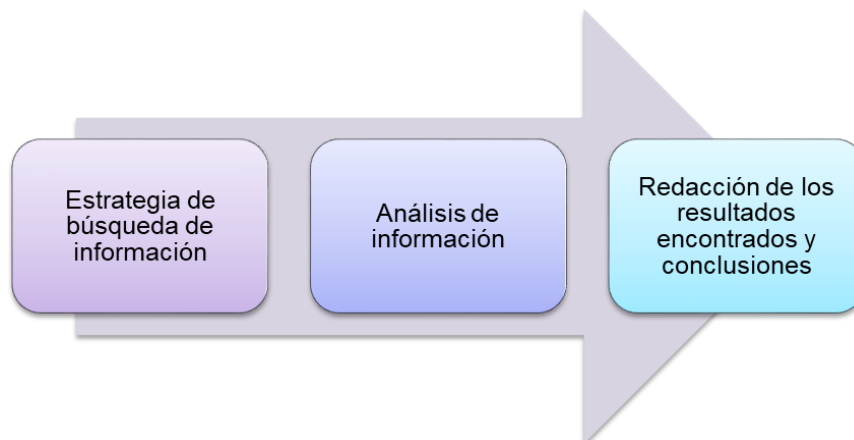 Estrategia de
búsqueda de
información
Análisis de
información
Redacción de los
resultados
encontrados y
conclusiones